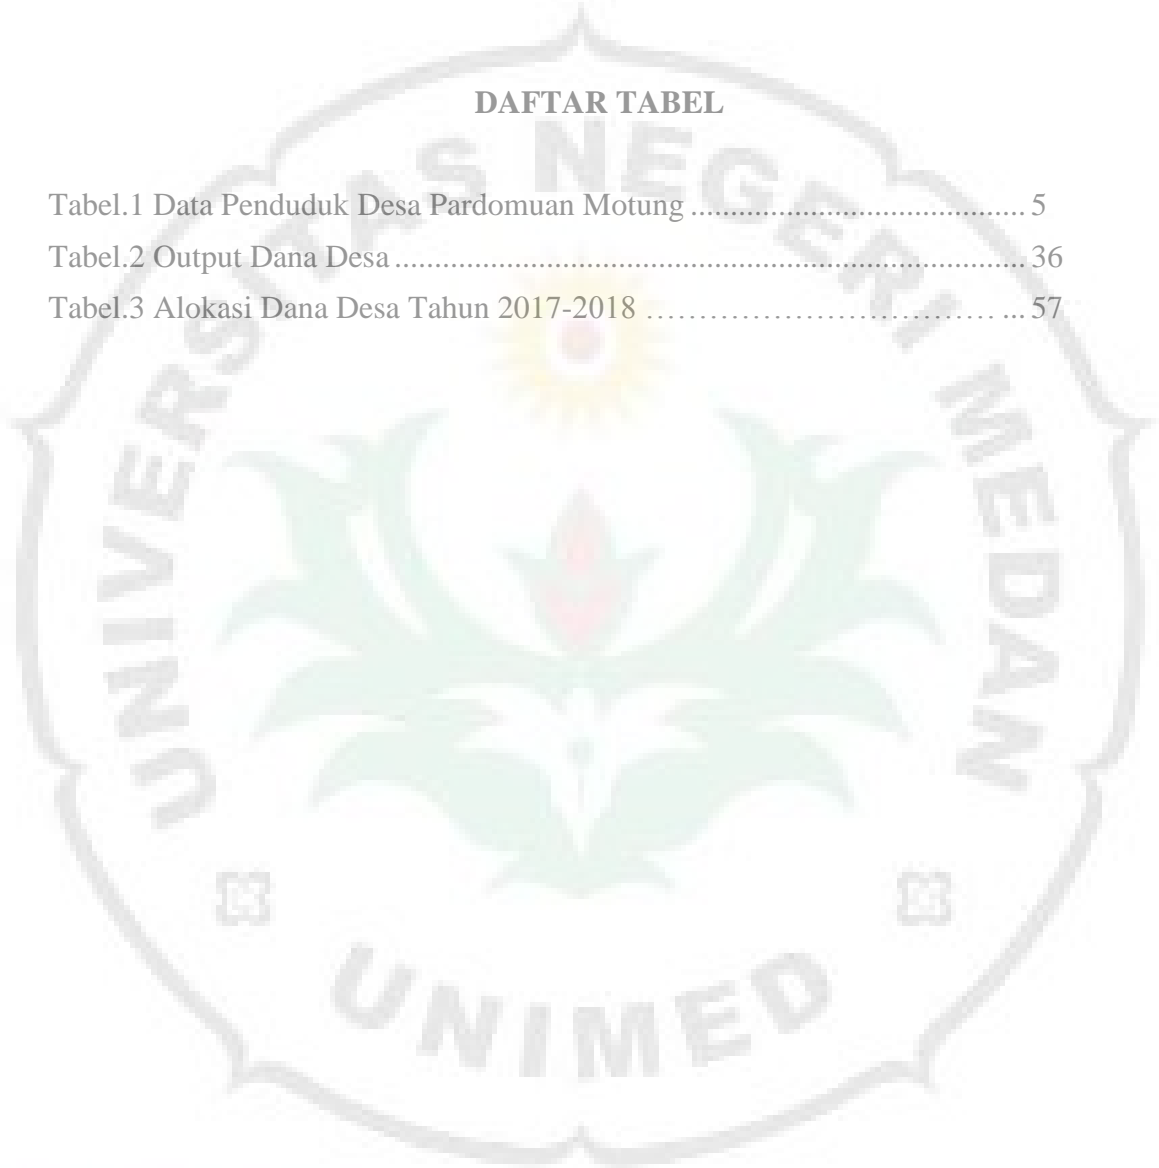 DAFTAR TABEL
Tabel.1 Data Penduduk Desa Pardomuan Motung .......................................... 5
Tabel.2 Output Dana Desa ................................................................................ 36
Tabel.3 Alokasi Dana Desa Tahun 2017-2018 ……………………………… ... 57
UNIVERSITAS NEGERI MEDAN
UNIMED